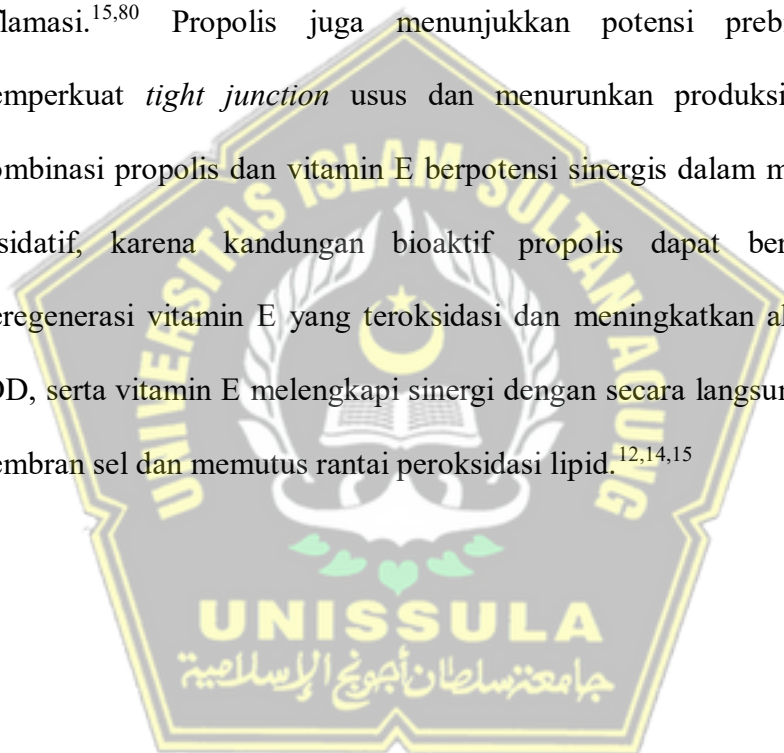 flamasi.15,80 Propolis juga menunjukkan potensi preb
emperkuat tight junction usus dan menurunkan produksi
ombinasi propolis dan vitamin E berpotensi sinergis dalam m
sidatif, karena kandungan bioaktif propolis dapat ber
eregenerasi vitamin E yang teroksidasi dan meningkatkan al
OD, serta vitamin E melengkapi sinergi dengan secara langsun
embran sel dan memutus rantai peroksidasi lipid.12,14,15
UNIVERSITAS ISLAM SULTAN AGUNG
UNISSULA
جامعتنسلطان أجونج الإسلامية